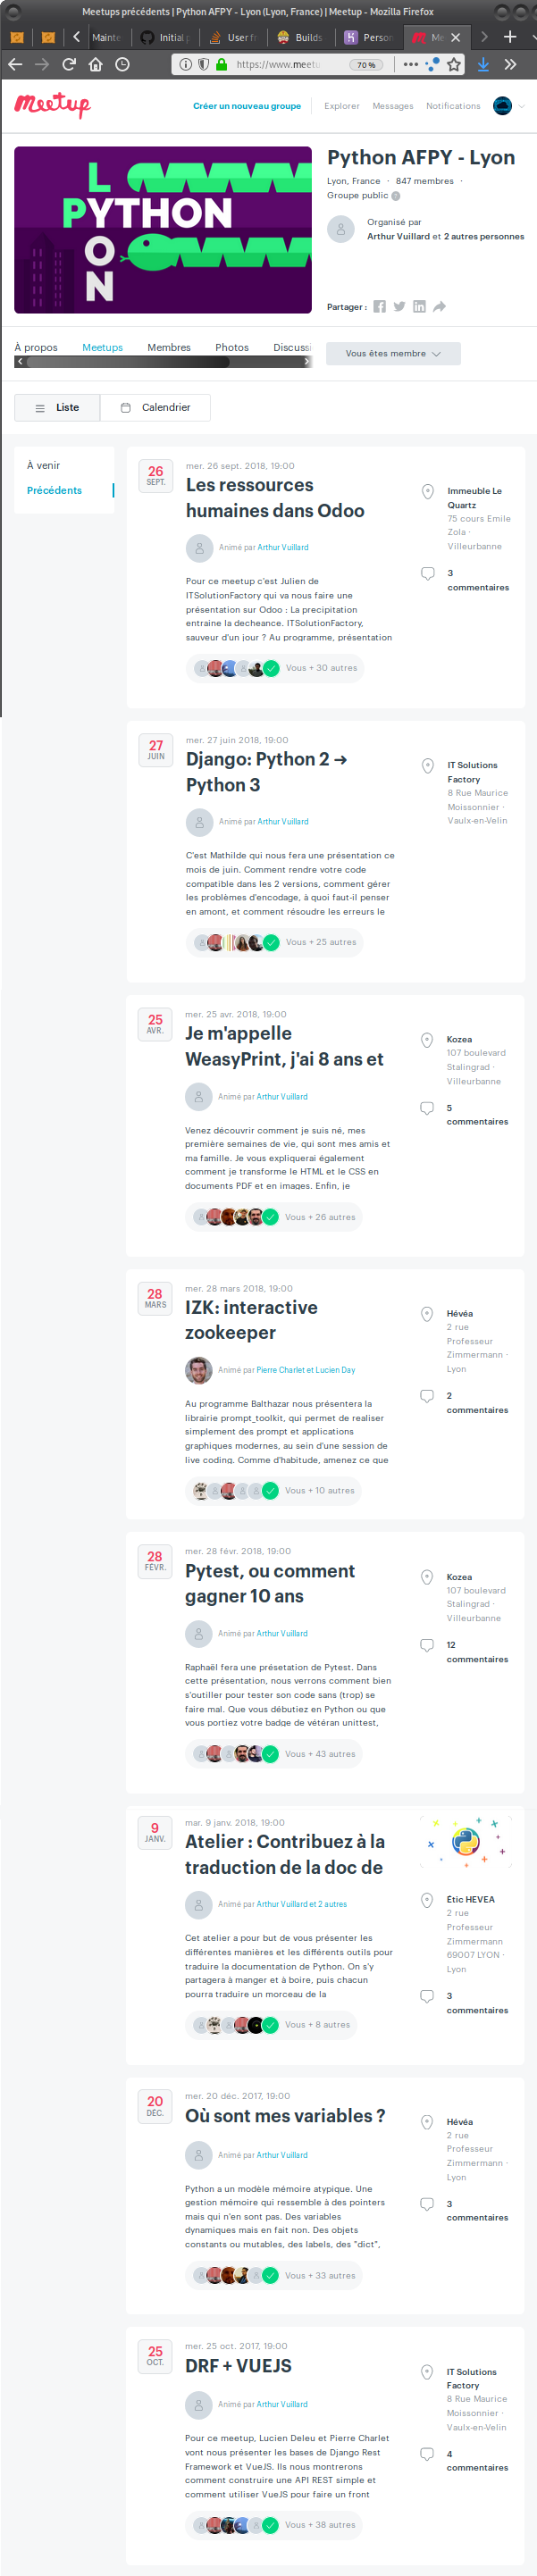 Meetups précédents | Python AFPY - Lyon (Lyon, France) | Meetup - Mozilla Firefox
Mainte
Initial p
User fr
Builds
Person
Me
https://www.meetu
70 %
Meetup
Créer un nouveau groupe
Explorer
Messages
Notifications
LYON
PYTHON
Python AFPY - Lyon
Lyon, France · 847 membres ·
Groupe public ?
Organisé par
Arthur Vuillard et 2 autres personnes
Partager :
À propos
Meetups
Membres
Photos
Discussi
Vous êtes membre
Liste
Calendrier
À venir
Précédents
26
SEPT.
mer. 26 sept. 2018, 19:00
Les ressources
humaines dans Odoo
Animé par Arthur Vuillard
Pour ce meetup c'est Julien de
ITSolutionFactory qui va nous faire une
présentation sur Odoo : La precipitation
entraine la decheance. ITSolutionFactory,
sauveur d'un jour ? Au programme, présentation
Vous + 30 autres
Immeuble Le
Quartz
75 cours Emile
Zola ·
Villeurbanne
3
commentaires
27
JUIN
mer. 27 juin 2018, 19:00
Django: Python 2 →
Python 3
Animé par Arthur Vuillard
C'est Mathilde qui nous fera une présentation ce
mois de juin. Comment rendre votre code
compatible dans les 2 versions, comment gérer
les problèmes d'encodage, à quoi faut-il penser
en amont, et comment résoudre les erreurs le
Vous + 25 autres
IT Solutions
Factory
8 Rue Maurice
Moissonnier ·
Vaulx-en-Velin
25
AVR.
mer. 25 avr. 2018, 19:00
Je m'appelle
WeasyPrint, j'ai 8 ans et
Animé par Arthur Vuillard
Venez découvrir comment je suis né, mes
première semaines de vie, qui sont mes amis et
ma famille. Je vous expliquerai également
comment je transforme le HTML et le CSS en
documents PDF et en images. Enfin, je
Vous + 26 autres
Kozea
107 boulevard
Stalingrad ·
Villeurbanne
5
commentaires
28
MARS
mer. 28 mars 2018, 19:00
IZK: interactive
zookeeper
Animé par Pierre Charlet et Lucien Day
Au programme Balthazar nous présentera la
librairie prompt_toolkit, qui permet de realiser
simplement des prompt et applications
graphiques modernes, au sein d'une session de
live coding. Comme d'habitude, amenez ce que
Vous + 10 autres
Hévéa
2 rue
Professeur
Zimmermann ·
Lyon
2
commentaires
28
FÉVR.
mer. 28 févr. 2018, 19:00
Pytest, ou comment
gagner 10 ans
Animé par Arthur Vuillard
Raphaël fera une présetation de Pytest. Dans
cette présentation, nous verrons comment bien
s'outiller pour tester son code sans (trop) se
faire mal. Que vous débutiez en Python ou que
vous portiez votre badge de vétéran unittest,
Vous + 43 autres
Kozea
107 boulevard
Stalingrad ·
Villeurbanne
12
commentaires
9
JANV.
mar. 9 janv. 2018, 19:00
Atelier : Contribuez à la
traduction de la doc de
Animé par Arthur Vuillard et 2 autres
Cet atelier a pour but de vous présenter les
différentes manières et les différents outils pour
traduire la documentation de Python. On s'y
partagera à manger et à boire, puis chacun
pourra traduire un morceau de la
Vous + 8 autres
Étic HEVEA
2 rue
Professeur
Zimmermann
69007 LYON ·
Lyon
3
commentaires
20
DÉC.
mer. 20 déc. 2017, 19:00
Où sont mes variables ?
Animé par Arthur Vuillard
Python a un modèle mémoire atypique. Une
gestion mémoire qui ressemble à des pointers
mais qui n'en sont pas. Des variables
dynamiques mais en fait non. Des objets
constants ou mutables, des labels, des "dict",
Vous + 33 autres
Hévéa
2 rue
Professeur
Zimmermann ·
Lyon
3
commentaires
25
OCT.
mer. 25 oct. 2017, 19:00
DRF + VUEJS
Animé par Arthur Vuillard
Pour ce meetup, Lucien Deleu et Pierre Charlet
vont nous présenter les bases de Django Rest
Framework et VueJS. Ils nous montrerons
comment construire une API REST simple et
comment utiliser VueJS pour faire un front
Vous + 38 autres
IT Solutions
Factory
8 Rue Maurice
Moissonnier ·
Vaulx-en-Velin
4
commentaires